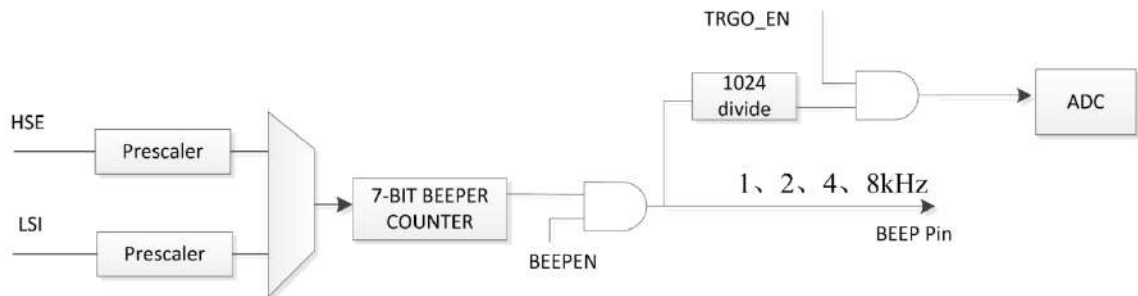 TRGO_EN
1024
divide
ADC
HSE
Prescaler
1、2、4、8kHz
7-BIT BEEPER
COUNTER
LSI
BEEP Pin
Prescaler
BEEPEN